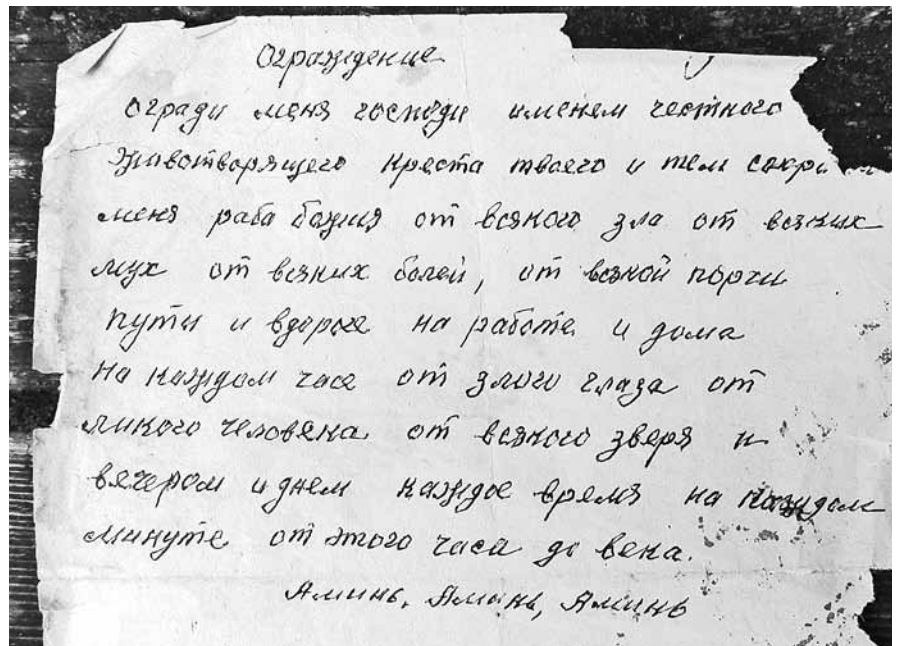 Ограждение
огради меня господи именем честного
животворящего креста твоего и тем сохра
меня раба божия от всякого зла от всяких
мух от всяких болей, от всякой порчи
пути и вдороге на работе и дома
на каждом часе от злого глаза от
лихого человека от всякого зверя и
вечером и днем каждое время на каждом
минуте от этого часа до века.
Аминь, Аминь, Аминь